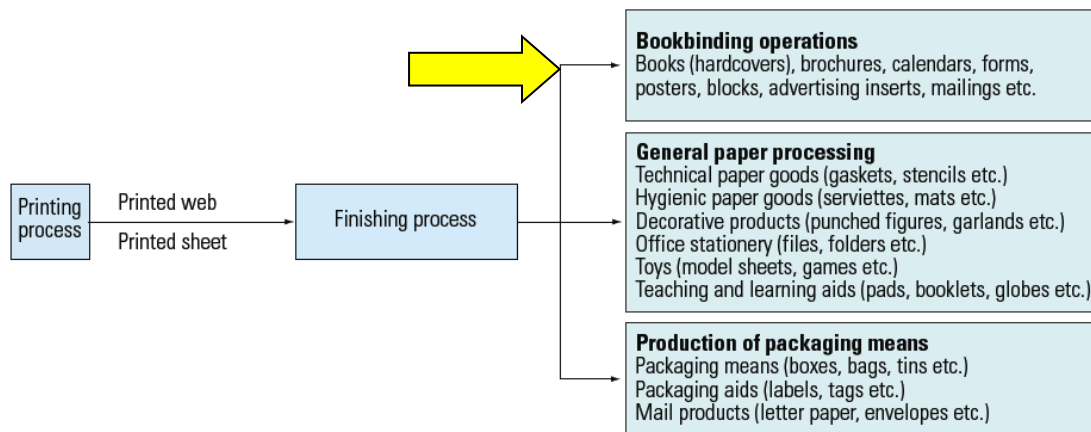 Bookbinding operations
Books (hardcovers), brochures, calendars, forms,
posters, blocks, advertising inserts, mailings etc.
General paper processing
Technical paper goods (gaskets, stencils etc.)
Hygienic paper goods (serviettes, mats etc.)
Decorative products (punched figures, garlands etc.)
Office stationery (files, folders etc.)
Toys (model sheets, games etc.)
Teaching and learning aids (pads, booklets, globes etc.)
Printing
process
Printed web
Printed sheet
Finishing process
Production of packaging means
Packaging means (boxes, bags, tins etc.)
Packaging aids (labels, tags etc.)
Mail products (letter paper, envelopes etc.)